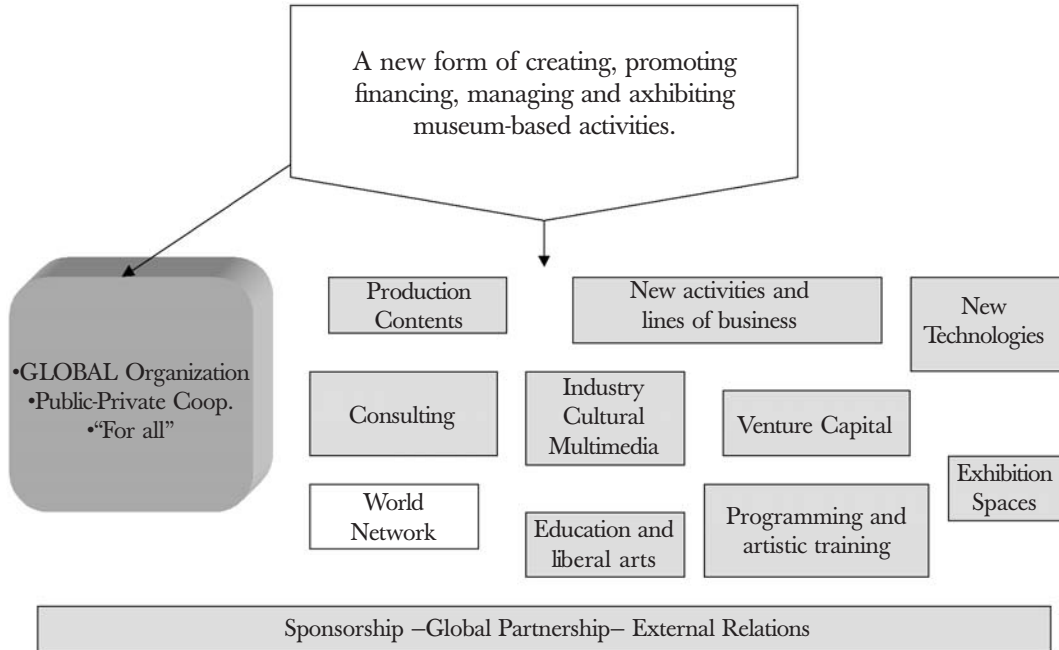 A new form of creating, promoting
financing, managing and axhibiting
museum-based activities.
•GLOBAL Organization
•Public-Private Coop.
•“For all”
Production
Contents
New activities and
lines of business
New
Technologies
Consulting
Industry
Cultural
Multimedia
Venture Capital
Exhibition
Spaces
World
Network
Education and
liberal arts
Programming and
artistic training
Sponsorship –Global Partnership– External Relations